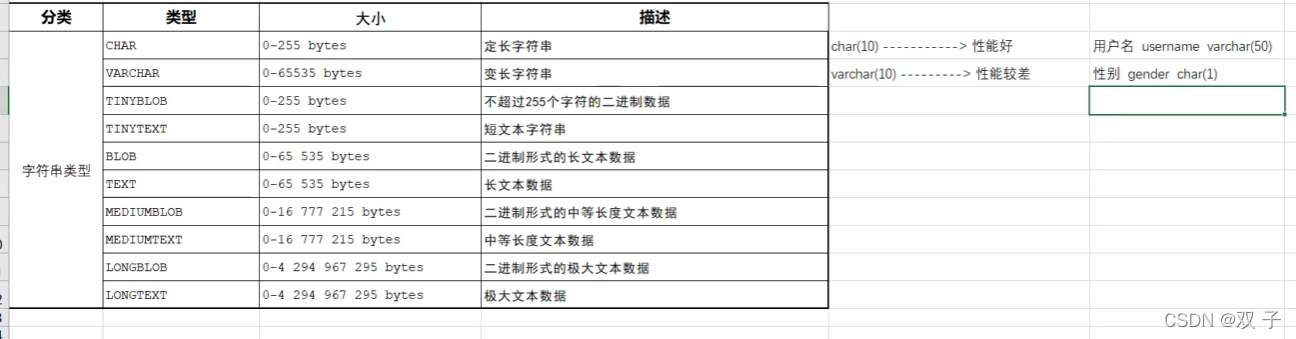 分类 类型 大小 描述
字符串类型
CHAR 0-255 bytes 定长字符串 char(10) -----------> 性能好 用户名 username varchar(50)
VARCHAR 0-65535 bytes 变长字符串 varchar(10) ---------> 性能较差 性别 gender char(1)
TINYBLOB 0-255 bytes 不超过255个字符的二进制数据
TINYTEXT 0-255 bytes 短文本字符串
BLOB 0-65 535 bytes 二进制形式的长文本数据
TEXT 0-65 535 bytes 长文本数据
MEDIUMBLOB 0-16 777 215 bytes 二进制形式的中等长度文本数据
MEDIUMTEXT 0-16 777 215 bytes 中等长度文本数据
LONGBLOB 0-4 294 967 295 bytes 二进制形式的极大文本数据
LONGTEXT 0-4 294 967 295 bytes 极大文本数据
CSDN @双 子